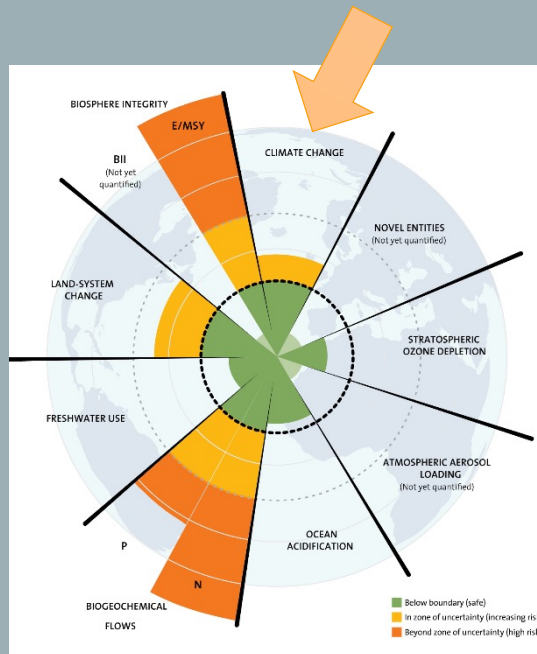 BIOSPHERE INTEGRITY
E/MSY
CLIMATE CHANGE
BII
(Not yet
quantified)
NOVEL ENTITIES
(Not yet quantified)
LAND-SYSTEM
CHANGE
STRATOSPHERIC
OZONE DEPLETION
FRESHWATER USE
ATMOSPHERIC AEROSOL
LOADING
(Not yet quantified)
OCEAN
ACIDIFICATION
P
N
BIOGEOCHEMICAL
FLOWS
Below boundary (safe)
In zone of uncertainty (increasing ris
Beyond zone of uncertainty (high risk